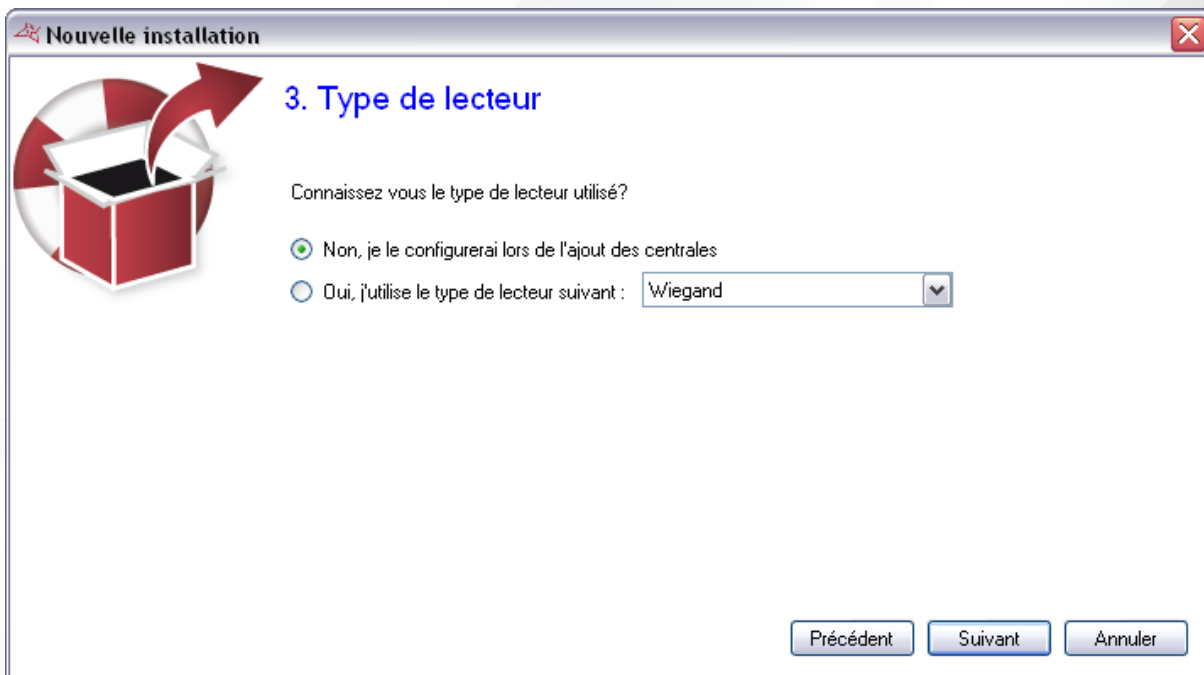 Nouvelle installation
3. Type de lecteur
Connaissez vous le type de lecteur utilisé?
Non, je le configurerai lors de l'ajout des centrales
Oui, j'utilise le type de lecteur suivant : Wiegand
Précédent Suivant Annuler